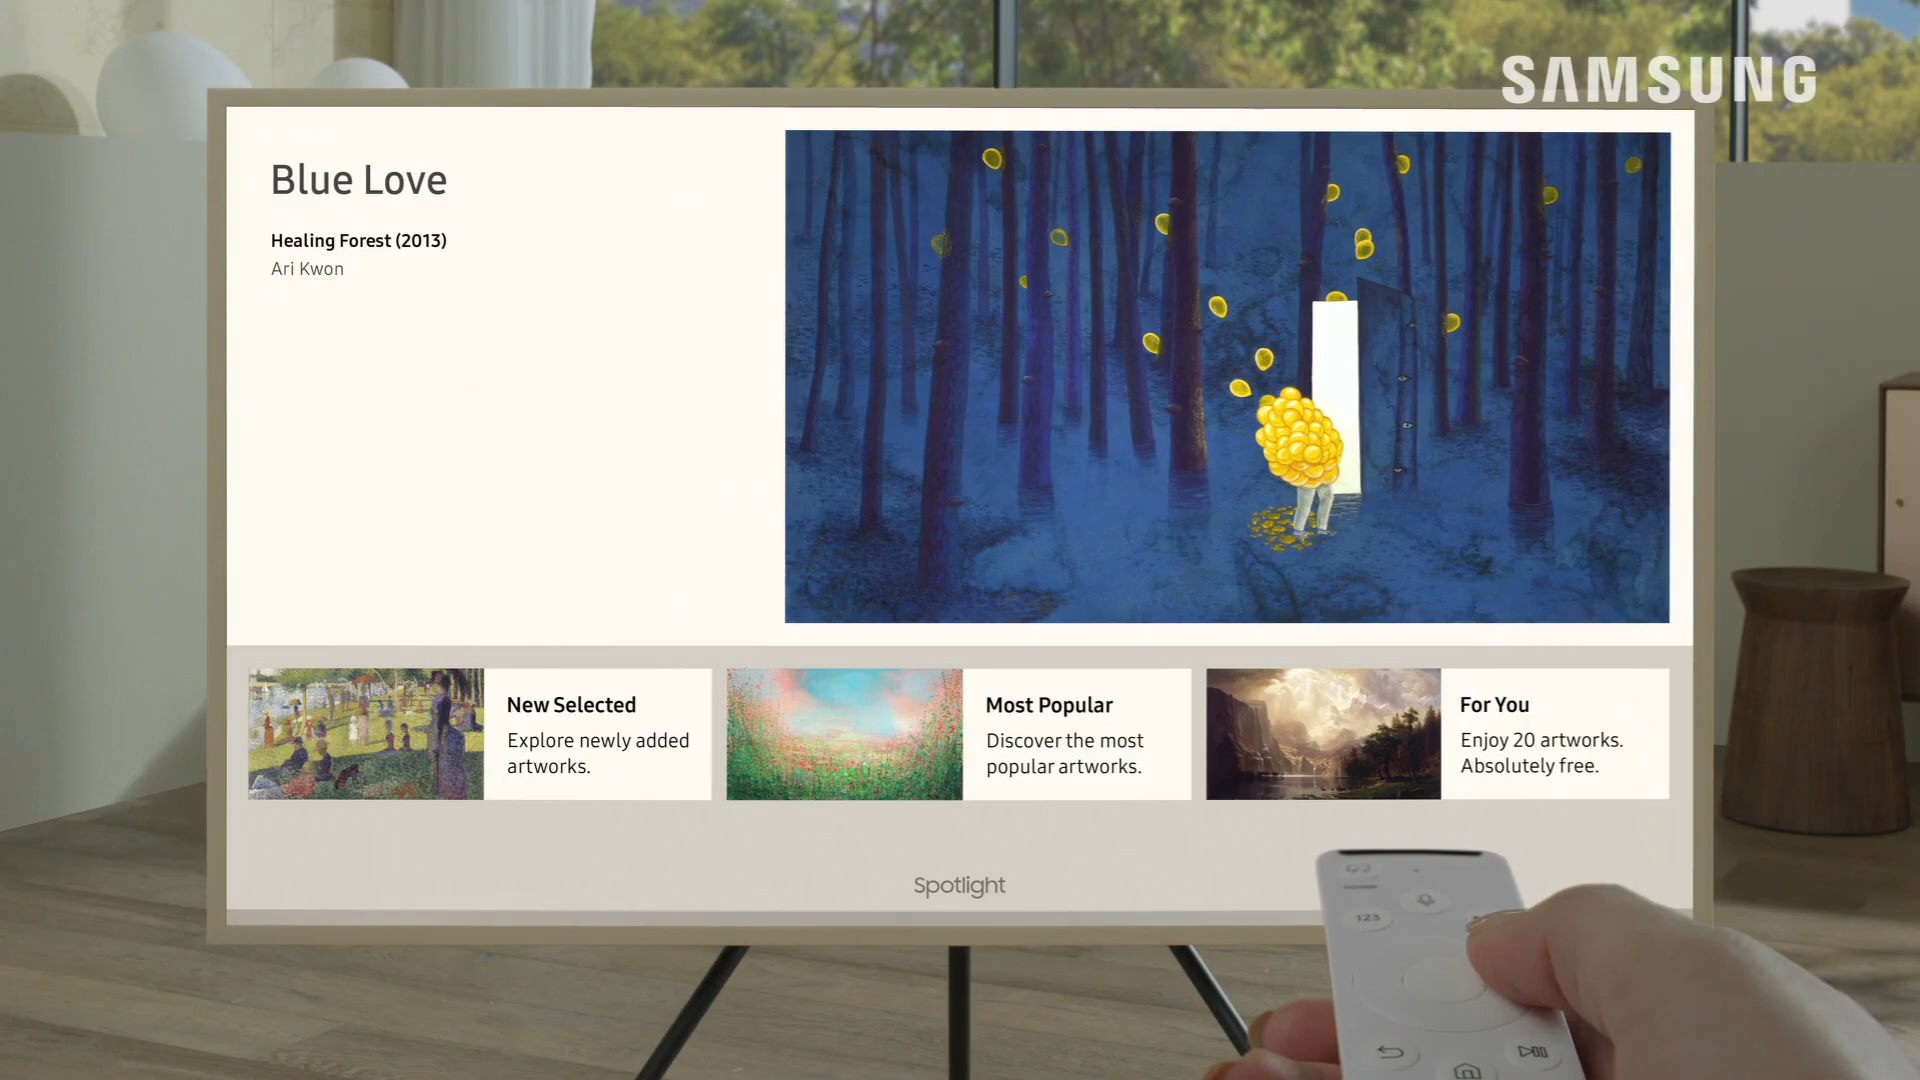 SAMSUNG
Blue Love
Healing Forest (2013)
Ari Kwon
New Selected
Explore newly added
artworks.
Most Popular
Discover the most
popular artworks.
For You
Enjoy 20 artworks.
Absolutely free.
Spotlight
123